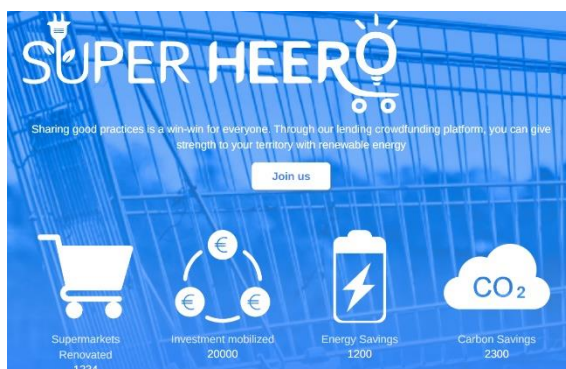 SUPER HEERO
Sharing good practices is a win-win for everyone. Through our lending crowdfunding platform, you can give
strength to your territory with renewable energy
Join us
€
€
€
CO2
Supermarkets
Renovated
1234
Investment mobilized
20000
Energy Savings
1200
Carbon Savings
2300